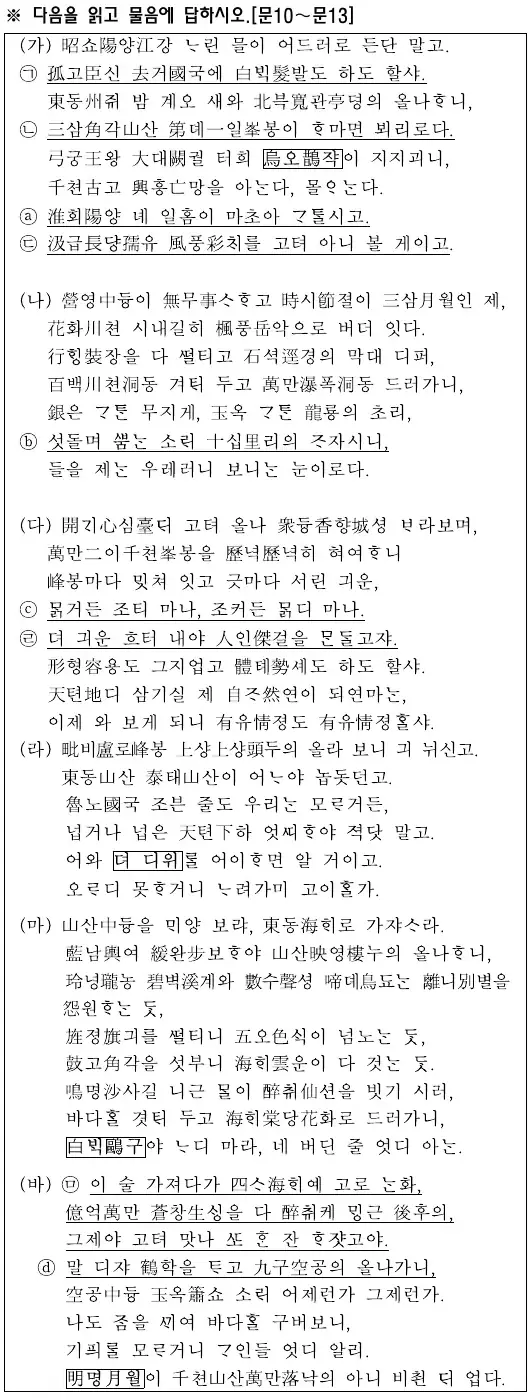 ※ 다음을 읽고 물음에 답하시오.[문10～문13]
(가) 昭쇼陽양江강 ᄂᆞ린 믈이 어드러로 든단 말고.
㉠ 孤고臣신 去거國국에 白ᄇᆡᆨ髮발도 하도 할샤.
東동州쥐 밤 계오 새와 北븍寬관亭뎡의 올나ᄒᆞ니,
㉡ 三삼角각山산 第뎨一일峯봉이 ᄒᆞ마면 뵈리로다.
弓궁王왕 大대闕궐 터희 烏오鵲쟉이 지지괴니,
千쳔古고 興흥亡망을 아ᄂᆞᆫ다, 몰ᄋᆞᄂᆞᆫ다.
ⓐ 淮회陽양 녜 일홈이 마초아 ᄀᆞᄐᆞᆯ시고.
㉢ 汲급長댱孺유 風풍彩ᄎᆡ를 고텨 아니 볼 게이고.
(나) 營영中듕이 無무事ᄉᆞᄒᆞ고 時시節졀이 三삼月월인 제,
花화川쳔 시내길히 楓풍岳악으로 버더 잇다.
行ᄒᆡᆼ裝장을 다 ᄯᅥᆯ티고 石셕逕경의 막대 디퍼,
百ᄇᆡᆨ川쳔洞동 겨ᄐᆡ 두고 萬만瀑폭洞동 드러가니,
銀은 ᄀᆞᄐᆞᆫ 무지게, 玉옥 ᄀᆞᄐᆞᆫ 龍룡의 초리,
ⓑ 섯돌며 ᄲᅮᆷᄂᆞᆫ 소ᄅᆡ 十십里리의 ᄌᆞ자시니,
들을 제ᄂᆞᆫ 우레러니 보니ᄂᆞᆫ 눈이로다.
(다) 開ᄀᆡ心심臺ᄃᆡ 고텨 올나 衆듕香향城셩 ᄇᆞ라보며,
萬만二이千쳔峯봉을 歷녁歷녁히 혀여ᄒᆞ니
峰봉마다 ᄆᆡᆺ쳐 잇고 긋마다 서린 긔운,
ⓒ ᄆᆞᆰ거든 조티 마나, 조커든 ᄆᆞᆰ디 마나.
㉣ 뎌 긔운 흐터 내야 人인傑걸을 ᄆᆞᆫᄃᆞᆯ고쟈.
形형容용도 그지업고 體톄勢셰도 하도 할샤.
天텬地디 삼기실 제 自ᄌᆞ然연이 되연마ᄂᆞᆫ,
이제 와 보게 되니 有유情졍도 有유情졍ᄒᆞᆯ샤.
(라) 毗비盧로峰봉 上샹上샹頭두의 올라 보니 긔 뉘신고.
東동山산 泰태山산이 어ᄂᆞ야 놉돗던고.
魯노國국 조븐 줄도 우리ᄂᆞᆫ 모ᄅᆞ거든,
넙거나 넙은 天텬下하 엇ᄯᅵᄒᆞ야 젹닷 말고.
어와 뎌 디위ᄅᆞᆯ 어이ᄒᆞ면 알 거이고.
오ᄅᆞ디 못ᄒᆞ거니 ᄂᆞ려가미 고이ᄒᆞᆯ가.
(마) 山산中듕을 ᄆᆡ양 보랴, 東동海ᄒᆡ로 가쟈ᄉᆞ라.
藍남輿여 緩완步보ᄒᆞ야 山산映영樓누의 올나ᄒᆞ니,
玲녕瓏농 碧벽溪계와 數수聲셩 啼뎨鳥됴ᄂᆞᆫ 離니別별을
怨원ᄒᆞᄂᆞᆫ ᄃᆞᆺ,
旌졍旗긔를 ᄯᅥᆯ티니 五오色ᄉᆡᆨ이 넘노ᄂᆞᆫ ᄃᆞᆺ,
鼓고角각을 섯부니 海ᄒᆡ雲운이 다 것ᄂᆞᆫ ᄃᆞᆺ.
鳴명沙사길 니근 ᄆᆞᆯ이 醉ᄎᆔ仙션을 빗기 시러,
바다ᄒᆞᆯ 겻ᄐᆡ 두고 海ᄒᆡ棠당花화로 드러가니,
白ᄇᆡᆨ鷗구야 ᄂᆞ디 마라, 네 버딘 줄 엇디 아ᄂᆞᆫ.
(바) ㉤ 이 술 가져다가 四ᄉᆞ海ᄒᆡ예 고로 ᄂᆞᆫ화,
億억萬만 蒼창生ᄉᆡᆼ을 다 醉ᄎᆔ케 ᄆᆡᆼ근 後후의,
그제야 고텨 맛나 ᄯᅩ ᄒᆞᆫ 잔 ᄒᆞ쟛고야.
ⓓ 말 디쟈 鶴학을 ᄐᆞ고 九구空공의 올나가니,
空공中듕 玉옥簫쇼 소ᄅᆡ 어제런가 그제런가.
나도 ᄌᆞᆷ을 ᄭᆡ여 바다ᄒᆞᆯ 구버보니,
기픠를 모ᄅᆞ거니 ᄀᆞ인들 엇디 알리.
明명月월이 千쳔山산萬만落낙의 아니 비쵠 ᄃᆡ 업다.